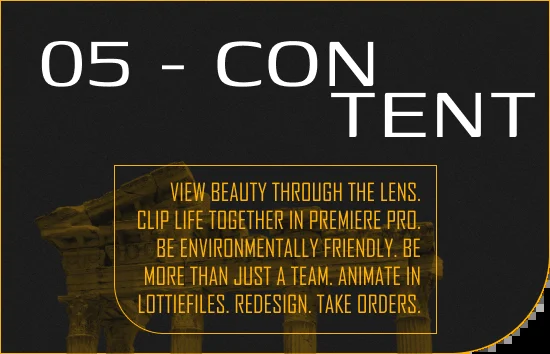 05 - CON
TENT
VIEW BEAUTY THROUGH THE LENS.
CLIP LIFE TOGETHER IN PREMIERE PRO.
BE ENVIRONMENTALLY FRIENDLY. BE
MORE THAN JUST A TEAM. ANIMATE IN
LOTTIEFILES. REDESIGN. TAKE ORDERS.